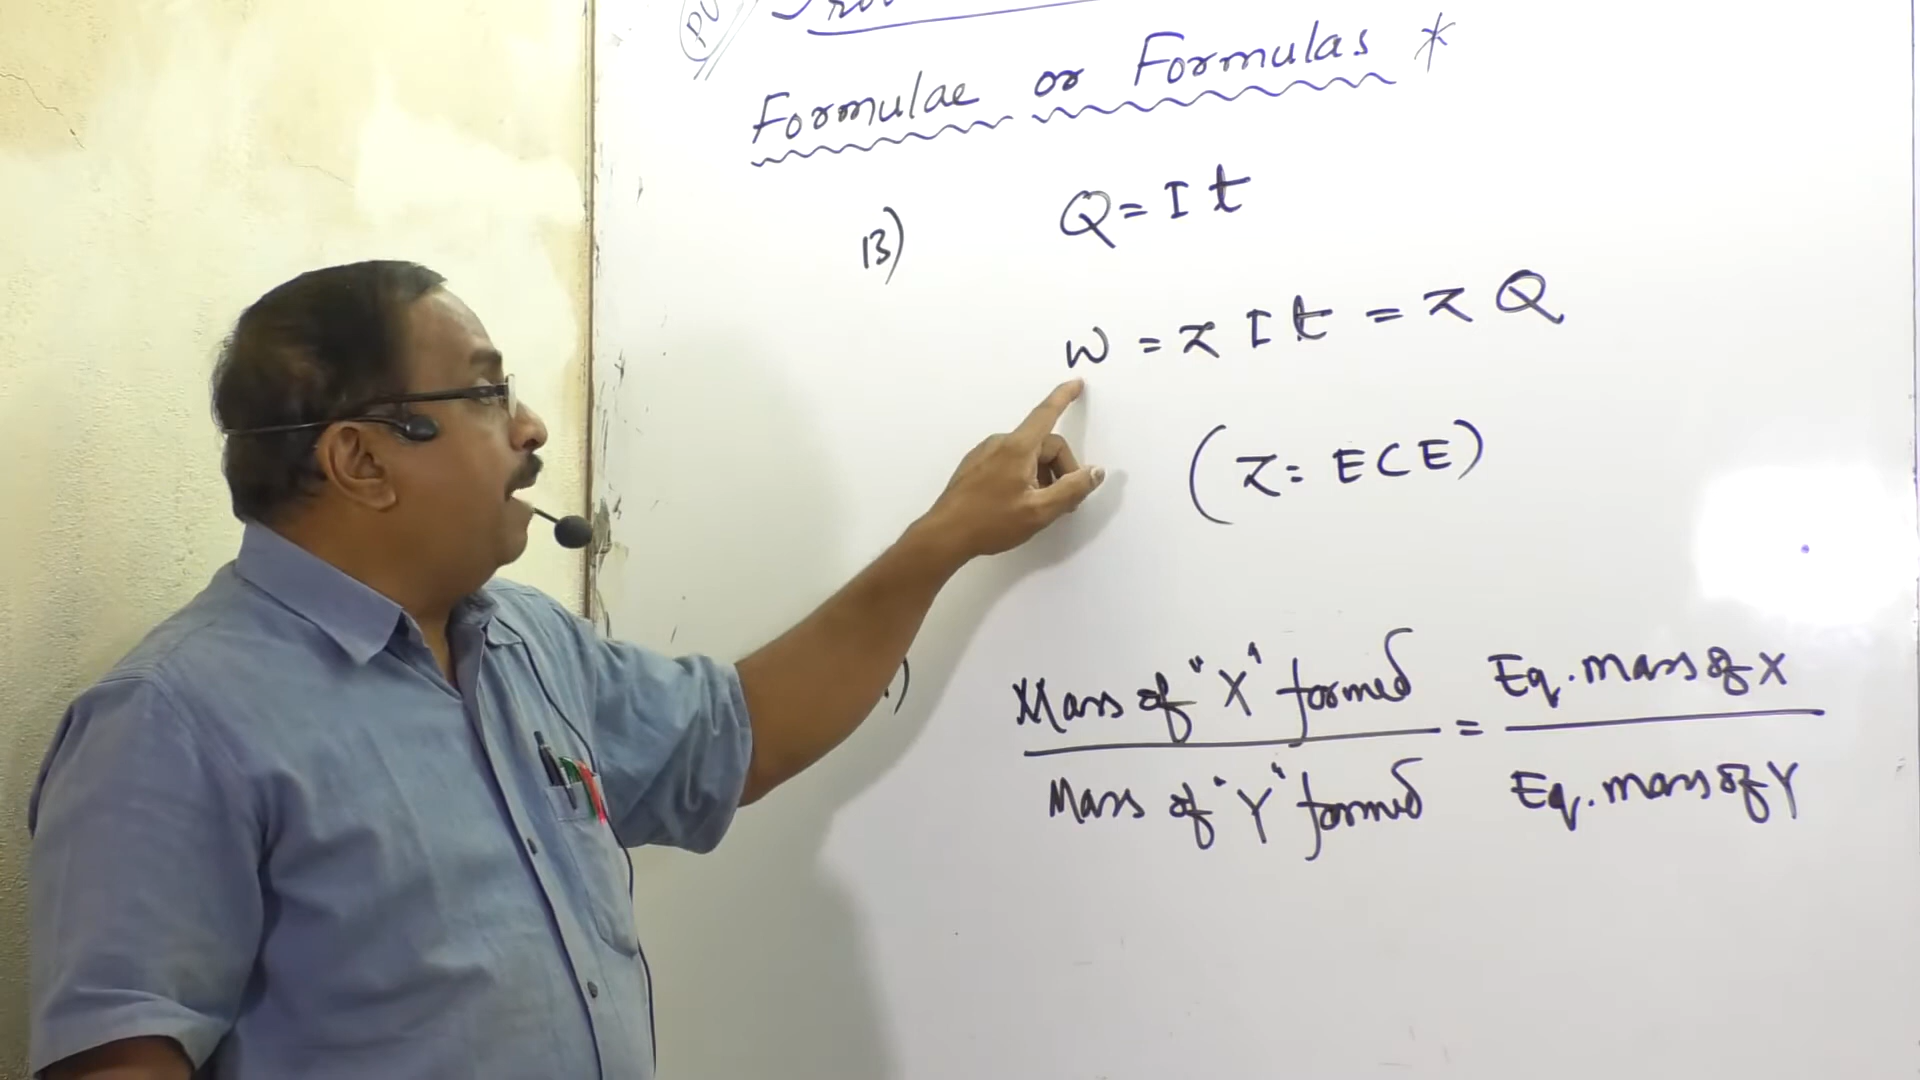 Formulae or Formulas *
13) Q = I t
W = Z I t = Z Q
(Z = ECE)
Mass of "X" formed = Eq. mass of X
Mass of "Y" formed Eq. mass of Y